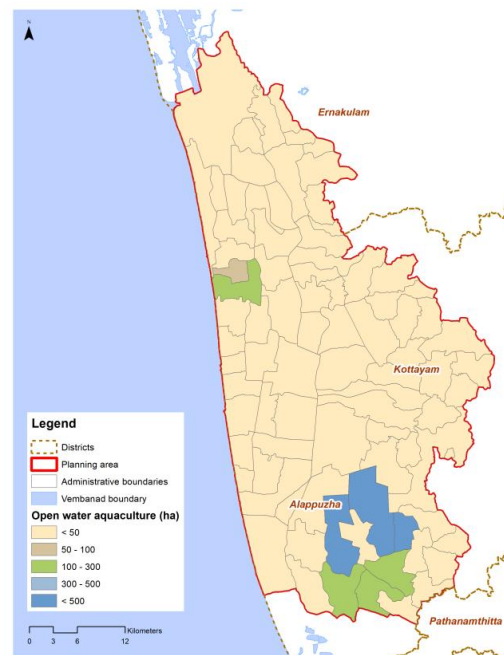 N
Ernakulam
Kottayam
Alappuzha
Pathanamthitta
Legend
Districts
Planning area
Administrative boundaries
Vembanad boundary
Open water aquaculture (ha)
< 50
50 - 100
100 - 300
300 - 500
< 500
Kilometers
0 3 6 12